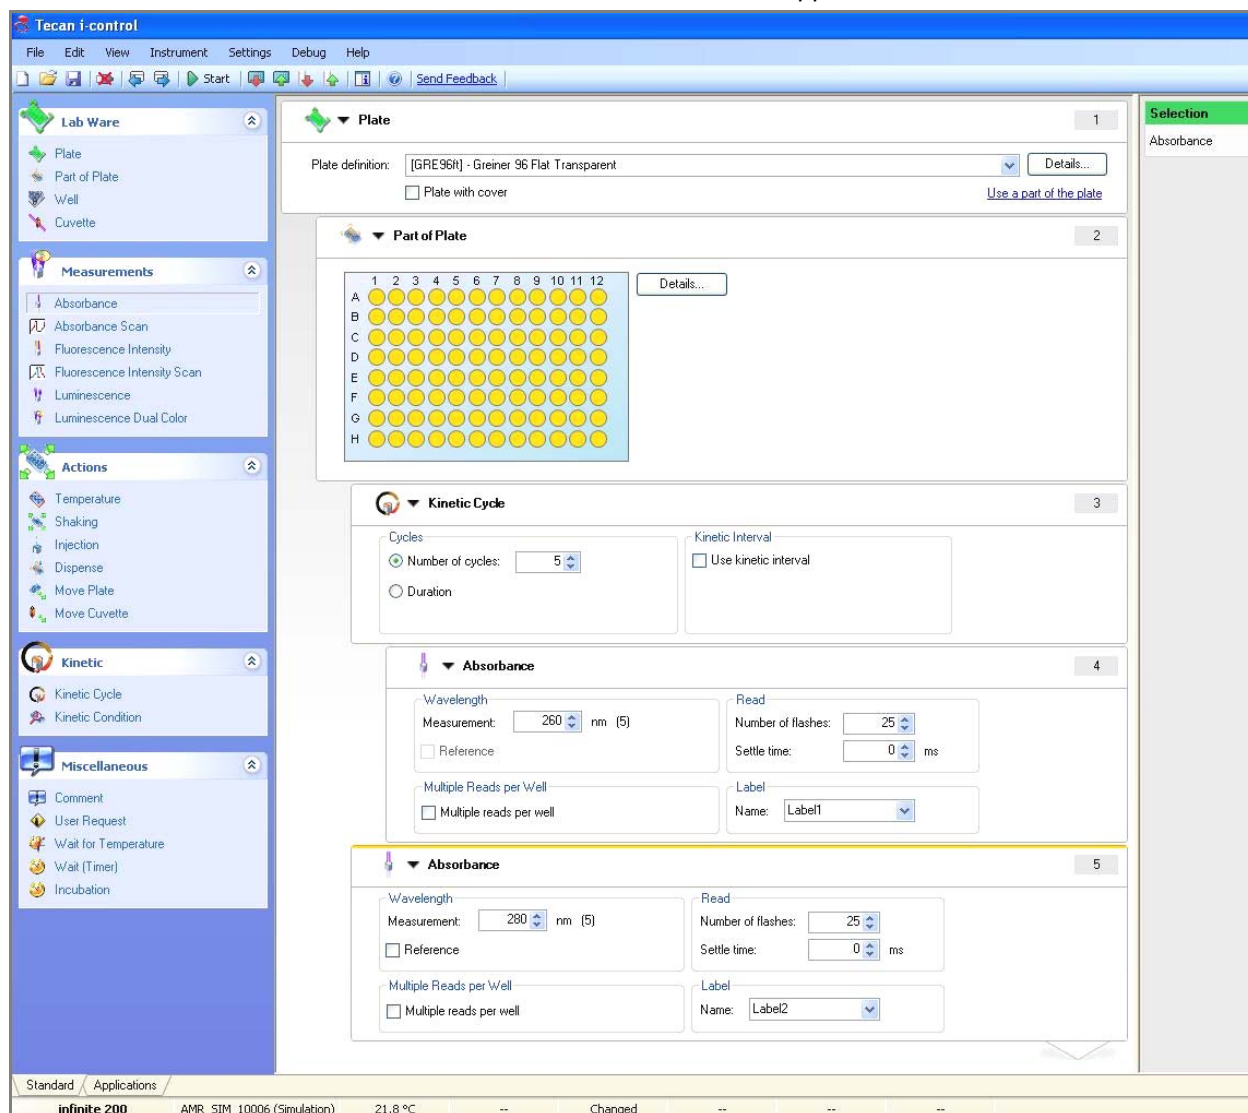 Tecan i-control
File Edit View Instrument Settings Debug Help
Start Send Feedback
Lab Ware
Plate
Part of Plate
Well
Cuvette
Measurements
Absorbance
Absorbance Scan
Fluorescence Intensity
Fluorescence Intensity Scan
Luminescence
Luminescence Dual Color
Actions
Temperature
Shaking
Injection
Dispense
Move Plate
Move Cuvette
Kinetic
Kinetic Cycle
Kinetic Condition
Miscellaneous
Comment
User Request
Wait for Temperature
Wait (Timer)
Incubation
Plate 1
Plate definition: [GRE96ft] - Greiner 96 Flat Transparent Details...
Plate with cover Use a part of the plate
Part of Plate 2
1 2 3 4 5 6 7 8 9 10 11 12 Details...
A
B
C
D
E
F
G
H
Kinetic Cycle 3
Cycles Kinetic Interval
Number of cycles: 5 Use kinetic interval
Duration
Absorbance 4
Wavelength Read
Measurement: 260 nm (5) Number of flashes: 25
Reference Settle time: 0 ms
Multiple Reads per Well Label
Multiple reads per well Name: Label1
Absorbance 5
Wavelength Read
Measurement: 280 nm (5) Number of flashes: 25
Reference Settle time: 0 ms
Multiple Reads per Well Label
Multiple reads per well Name: Label2
Selection
Absorbance
Standard Applications
infinite 200 AMR_SIM_10006 (Simulation) 21.8 °C -- Changed -- -- --